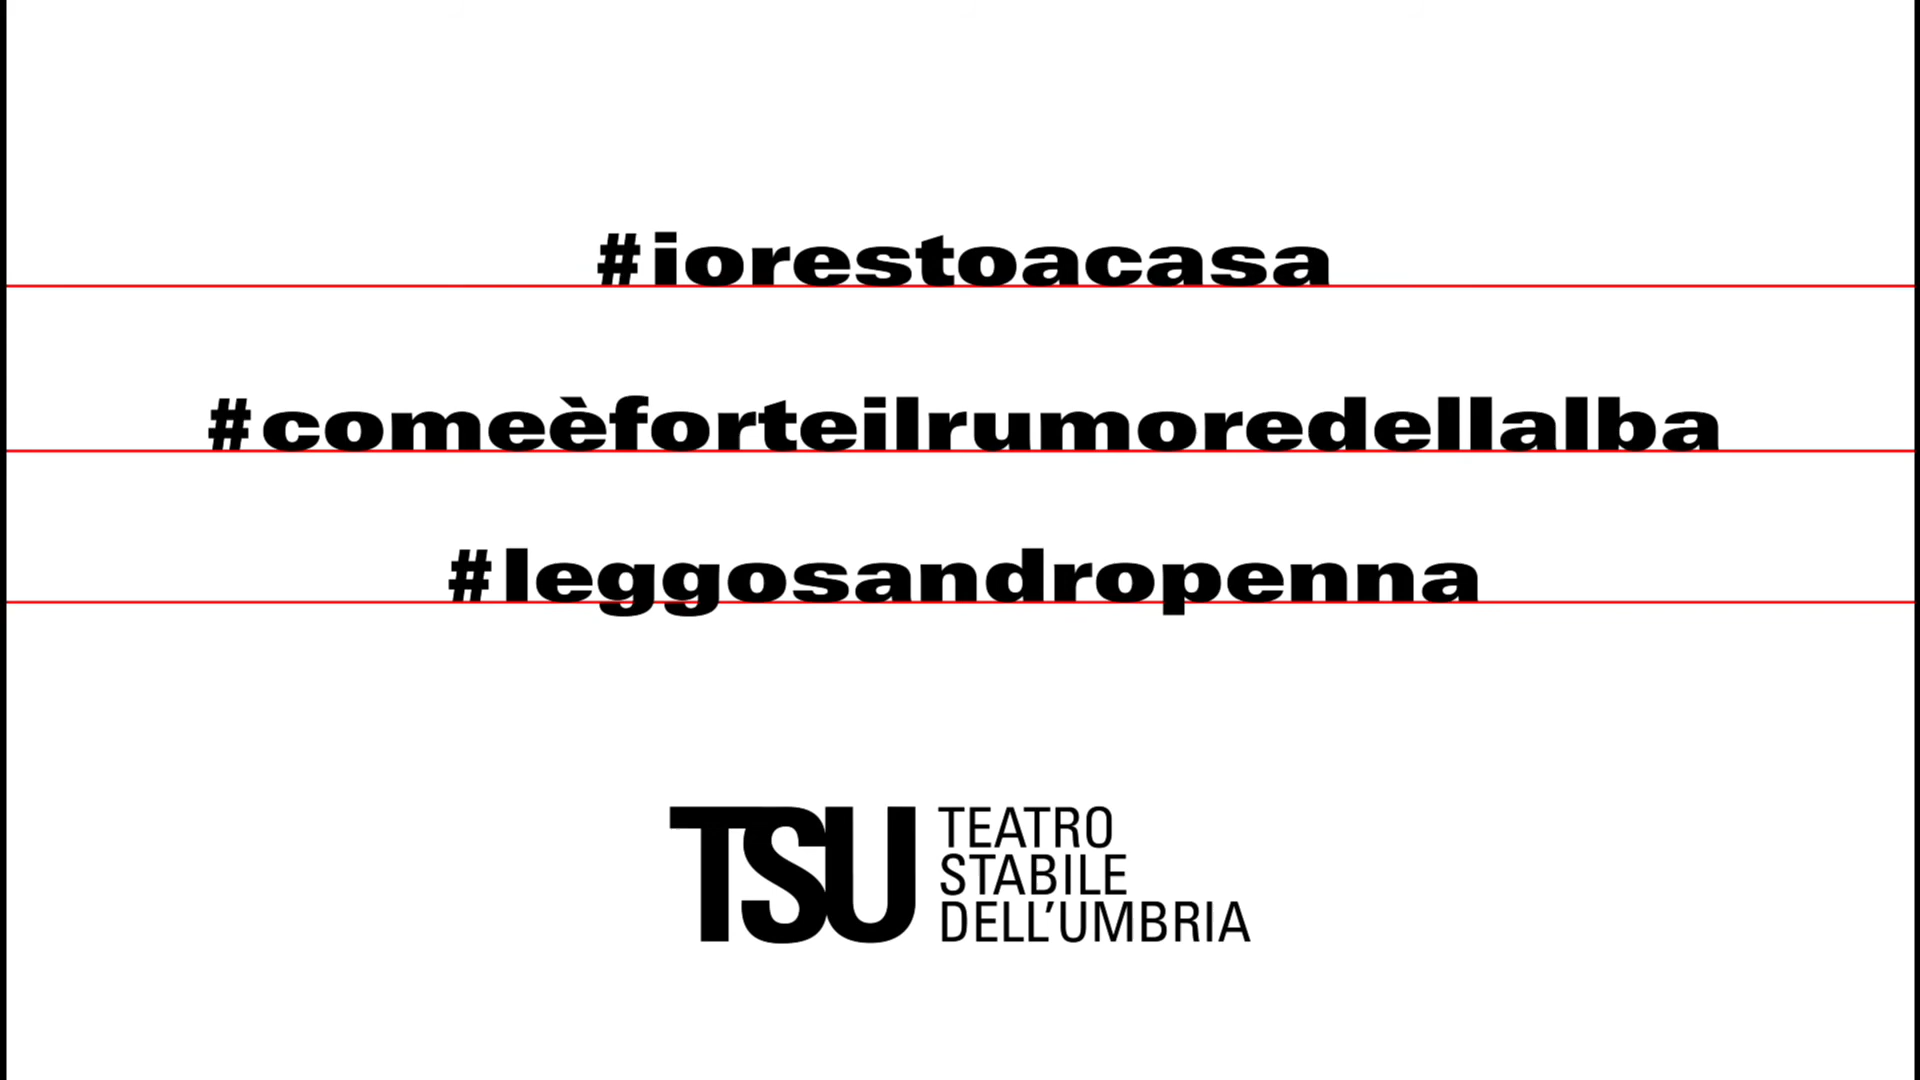 #iorestoacasa
#comeèforteilrumoredellalba
#leggosandropenna
TSU
TEATRO
STABILE
DELL'UMBRIA